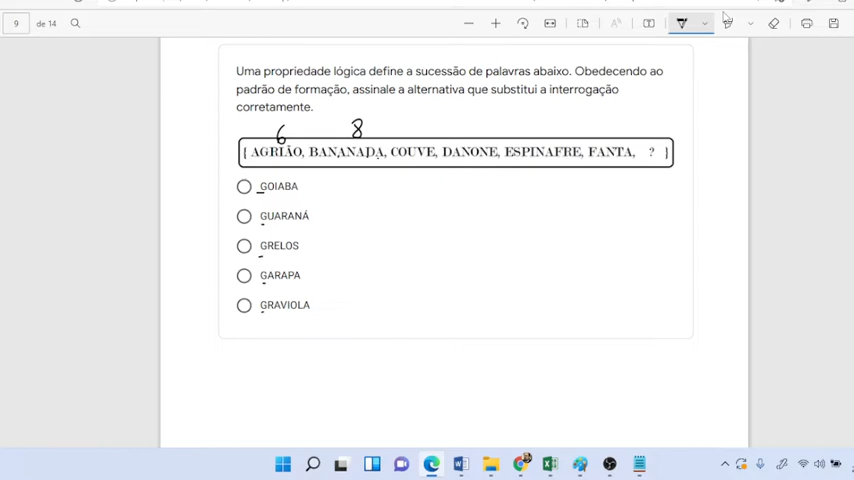 9 de 14
Uma propriedade lógica define a sucessão de palavras abaixo. Obedecendo ao
padrão de formação, assinale a alternativa que substitui a interrogação
corretamente.
6 8
{ AGRIÃO, BANANADA, COUVE, DANONE, ESPINAFRE, FANTA, ? }
GOIABA
GUARANÁ
GRELOS
GARAPA
GRAVIOLA